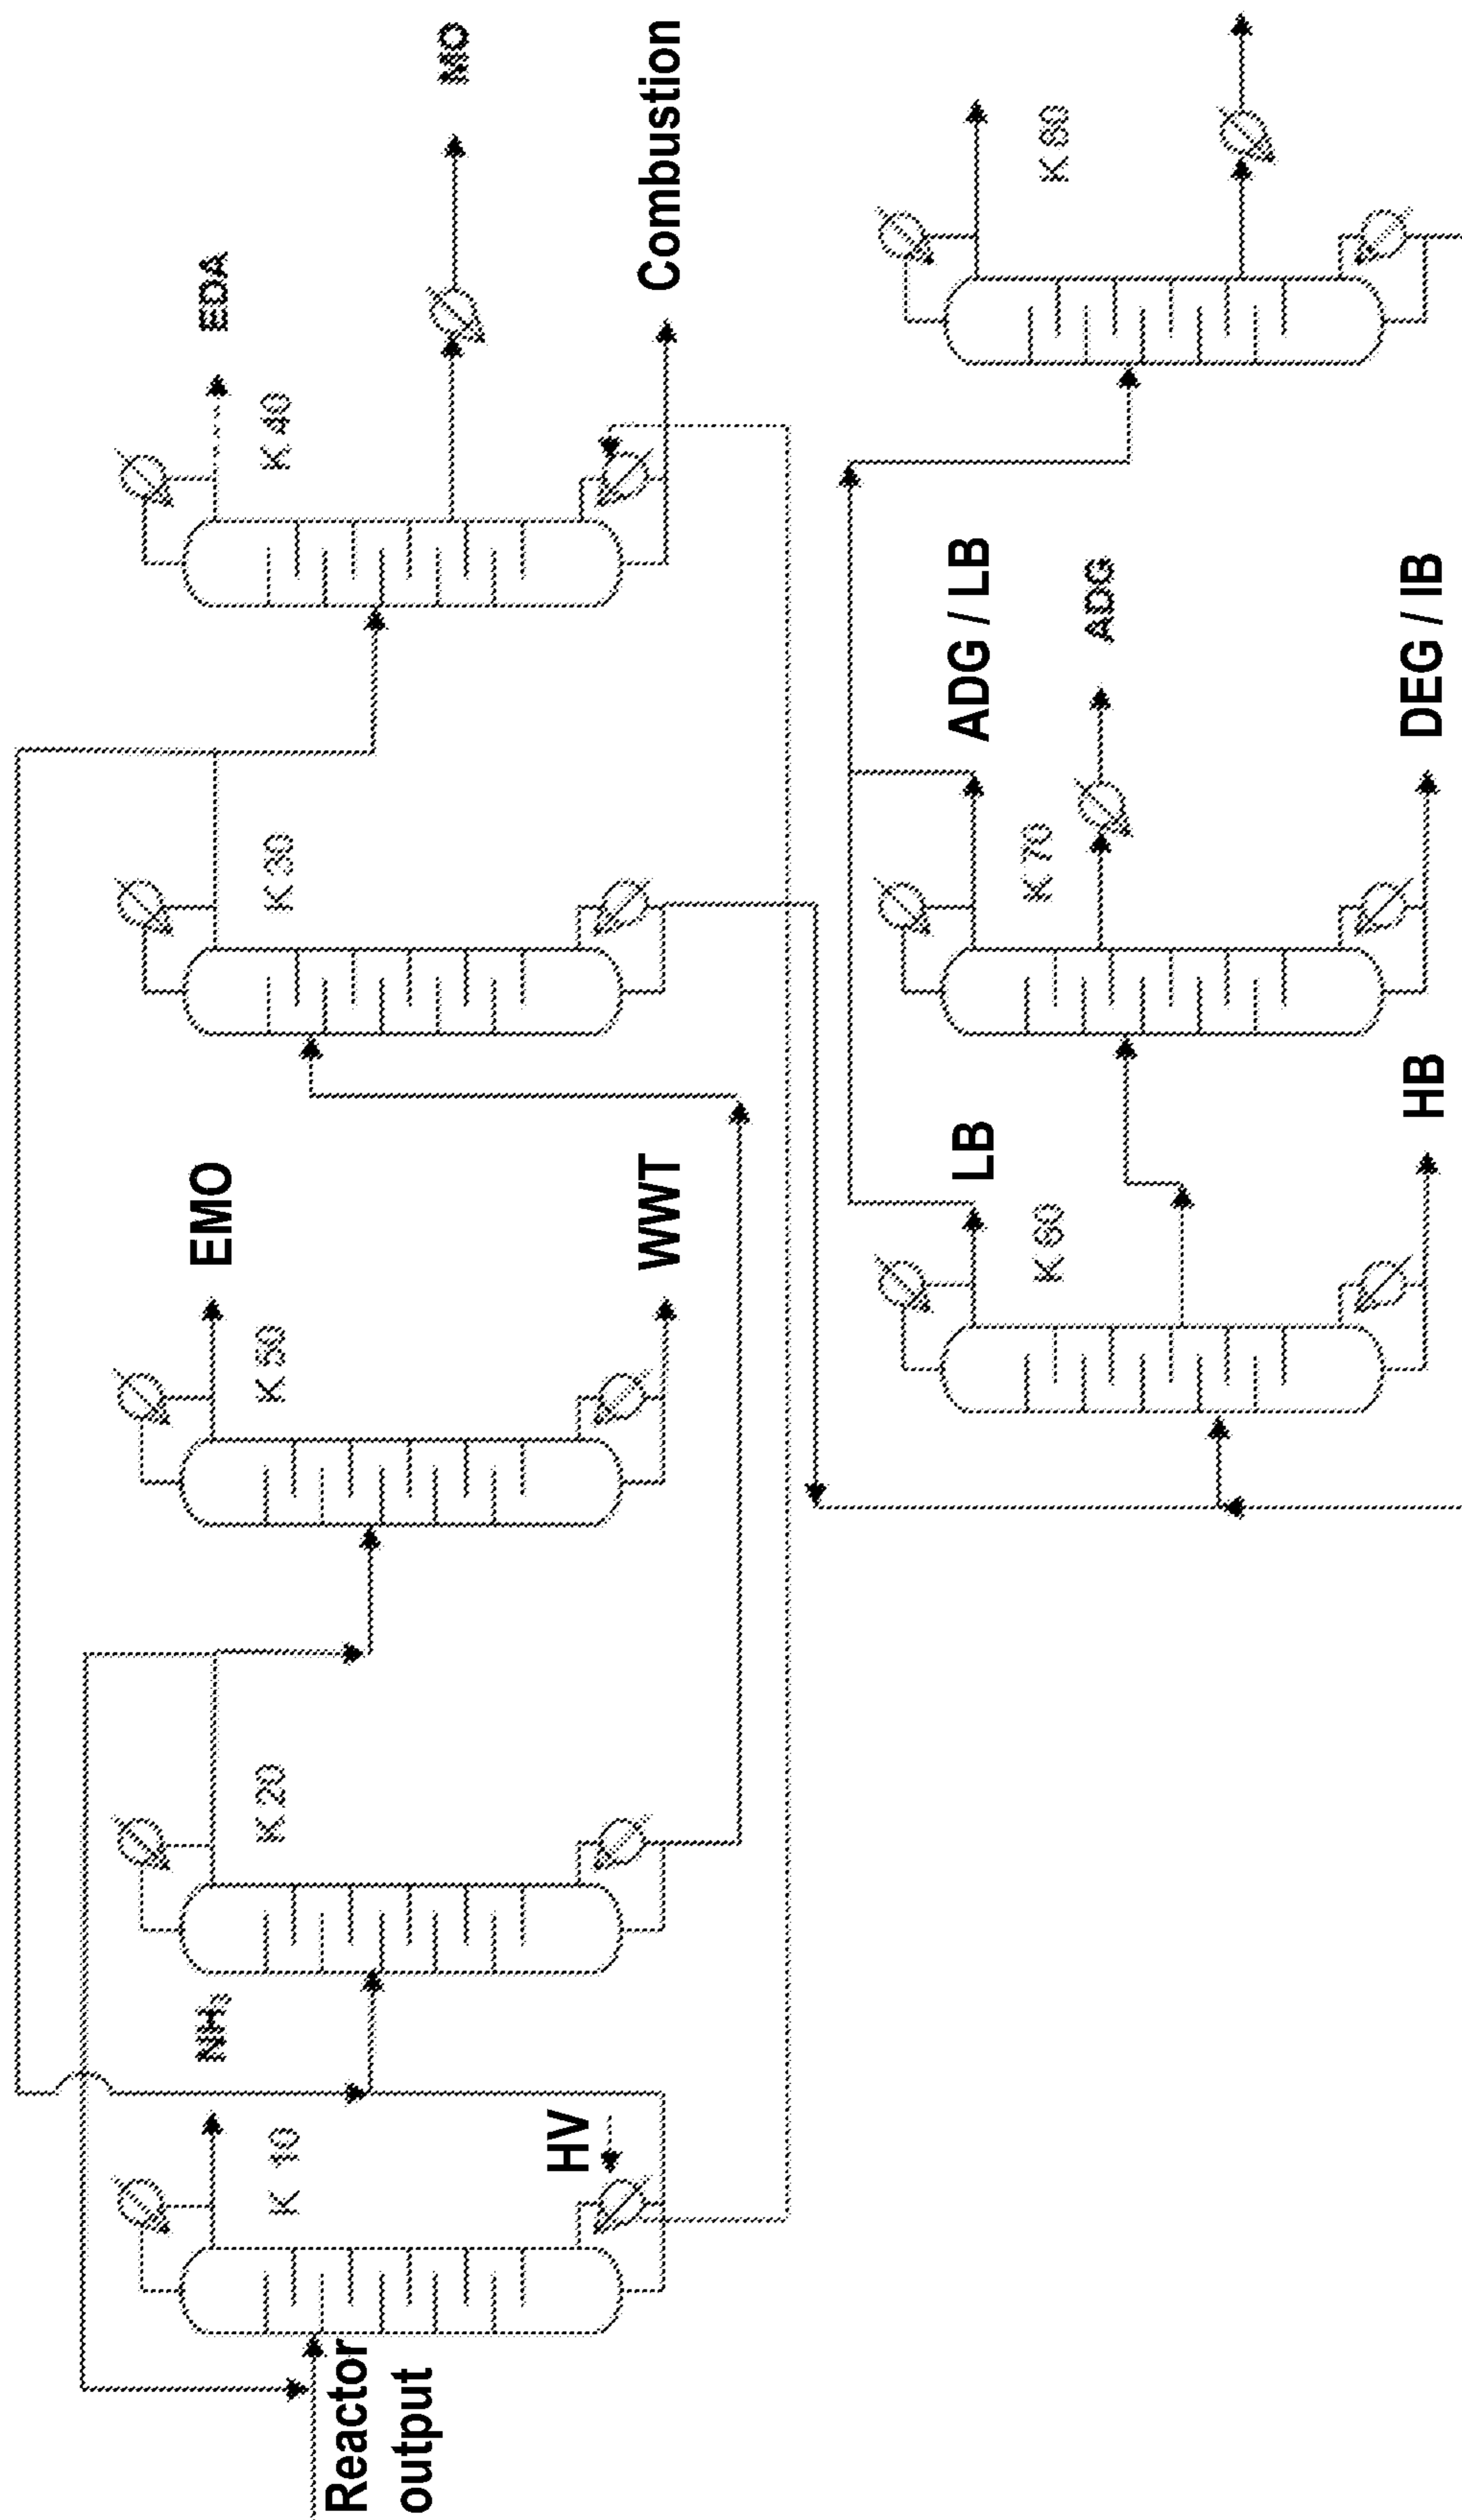 NH₃
K 10
HV
Reactor
output
K 20
EMO
K 50
WWT
K 30
EDA
K 40
MO
Combustion
LB
K 60
HB
ADG / LB
K 70
ADG
DEG / IB
K 80